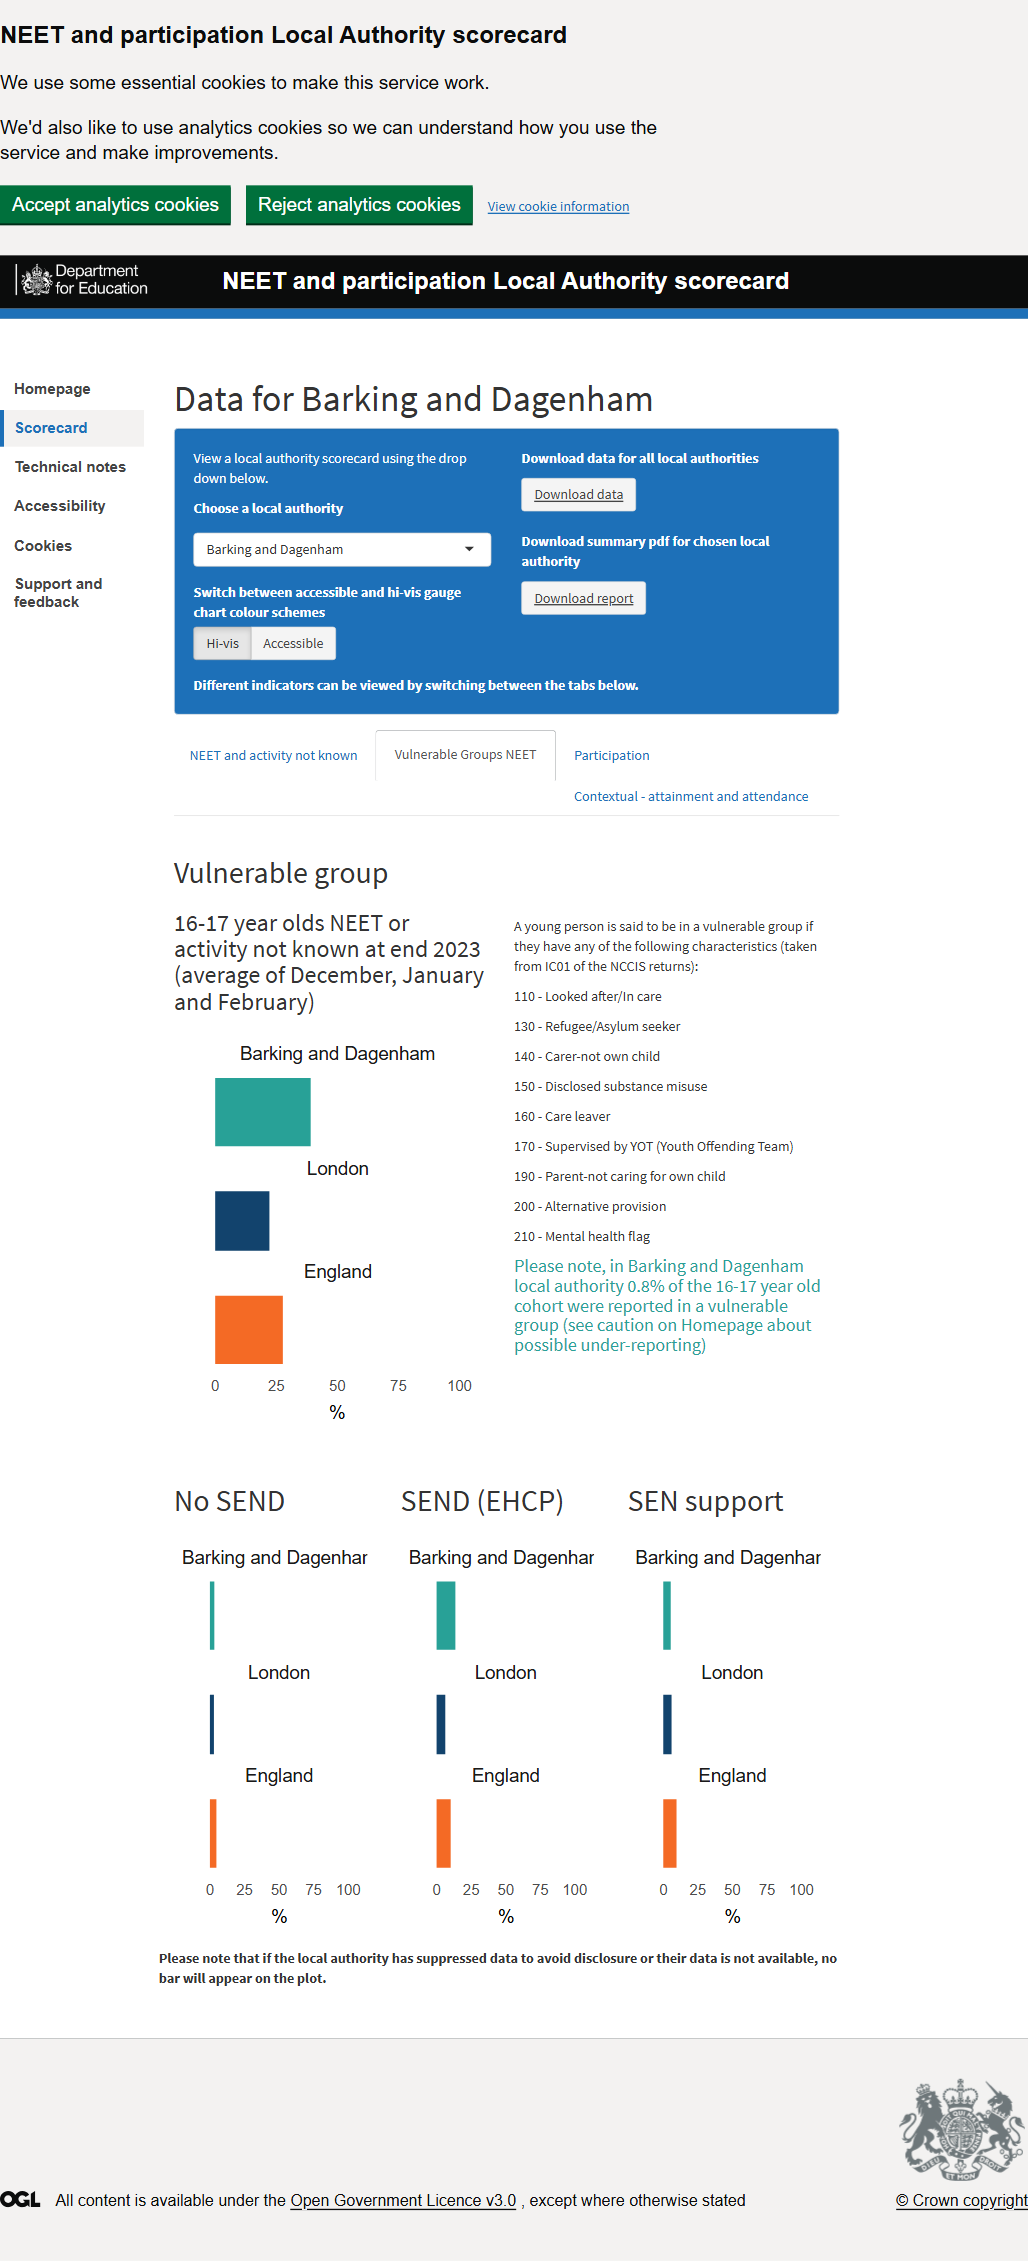 NEET and participation Local Authority scorecard
We use some essential cookies to make this service work.
We'd also like to use analytics cookies so we can understand how you use the
service and make improvements.
Accept analytics cookies
Reject analytics cookies
View cookie information
Department
for Education
NEET and participation Local Authority scorecard
Homepage
Scorecard
Technical notes
Accessibility
Cookies
Support and
feedback
Data for Barking and Dagenham
View a local authority scorecard using the drop
down below.
Choose a local authority
Barking and Dagenham
Switch between accessible and hi-vis gauge
chart colour schemes
Hi-vis
Accessible
Download data for all local authorities
Download data
Download summary pdf for chosen local
authority
Download report
Different indicators can be viewed by switching between the tabs below.
NEET and activity not known
Vulnerable Groups NEET
Participation
Contextual - attainment and attendance
Vulnerable group
16-17 year olds NEET or
activity not known at end 2023
(average of December, January
and February)
Barking and Dagenham
London
England
0 25 50 75 100
%
A young person is said to be in a vulnerable group if
they have any of the following characteristics (taken
from IC01 of the NCCIS returns):
110 - Looked after/In care
130 - Refugee/Asylum seeker
140 - Carer-not own child
150 - Disclosed substance misuse
160 - Care leaver
170 - Supervised by YOT (Youth Offending Team)
190 - Parent-not caring for own child
200 - Alternative provision
210 - Mental health flag
Please note, in Barking and Dagenham
local authority 0.8% of the 16-17 year old
cohort were reported in a vulnerable
group (see caution on Homepage about
possible under-reporting)
No SEND
Barking and Dagenhar
London
England
0 25 50 75 100
%
SEND (EHCP)
Barking and Dagenhar
London
England
0 25 50 75 100
%
SEN support
Barking and Dagenhar
London
England
0 25 50 75 100
%
Please note that if the local authority has suppressed data to avoid disclosure or their data is not available, no
bar will appear on the plot.
OGL All content is available under the Open Government Licence v3.0 , except where otherwise stated
© Crown copyright